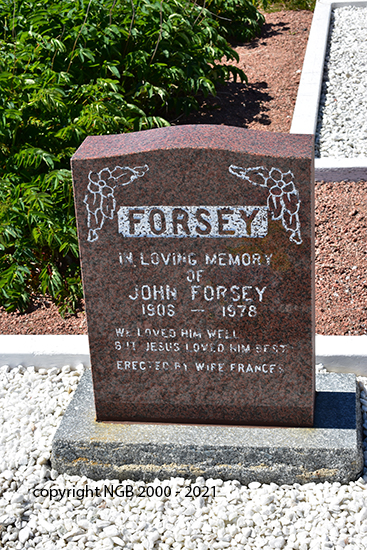 FORSEY
IN LOVING MEMORY
OF
JOHN FORSEY
1906 – 1978
WE LOVED HIM WELL
BUT JESUS LOVED HIM BEST
ERECTED BY WIFE FRANCES
copyright NGB 2000 - 2021